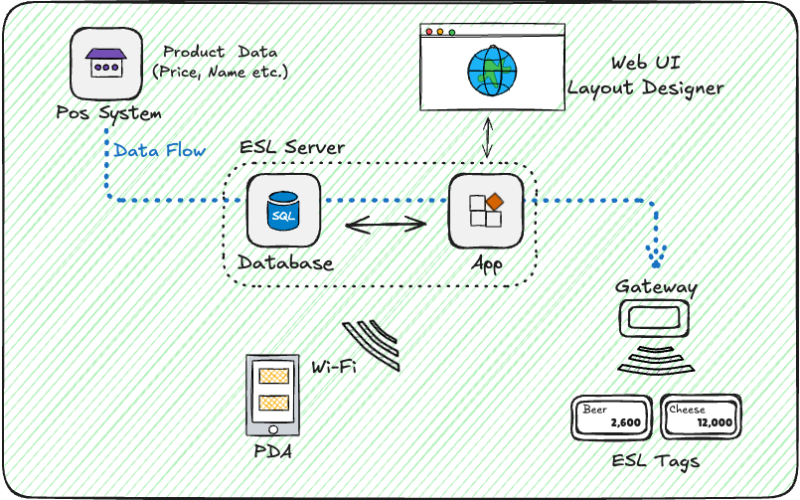 Product Data
(Price, Name etc.)
Pos System
Web UI
Layout Designer
Data Flow
ESL Server
SQL
Database
App
Gateway
Wi-Fi
PDA
Beer
2,600
Cheese
12,000
ESL Tags